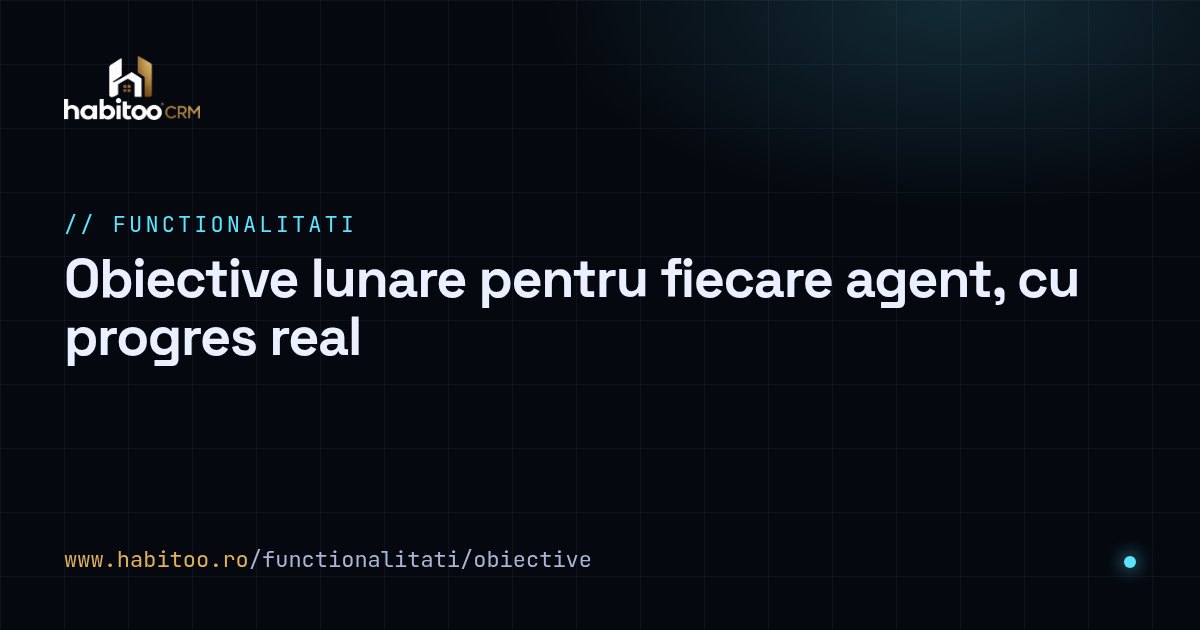 habitoo CRM
// FUNCTIONALITATI
Obiective lunare pentru fiecare agent, cu
progres real
www.habitoo.ro/functionalitati/obiective